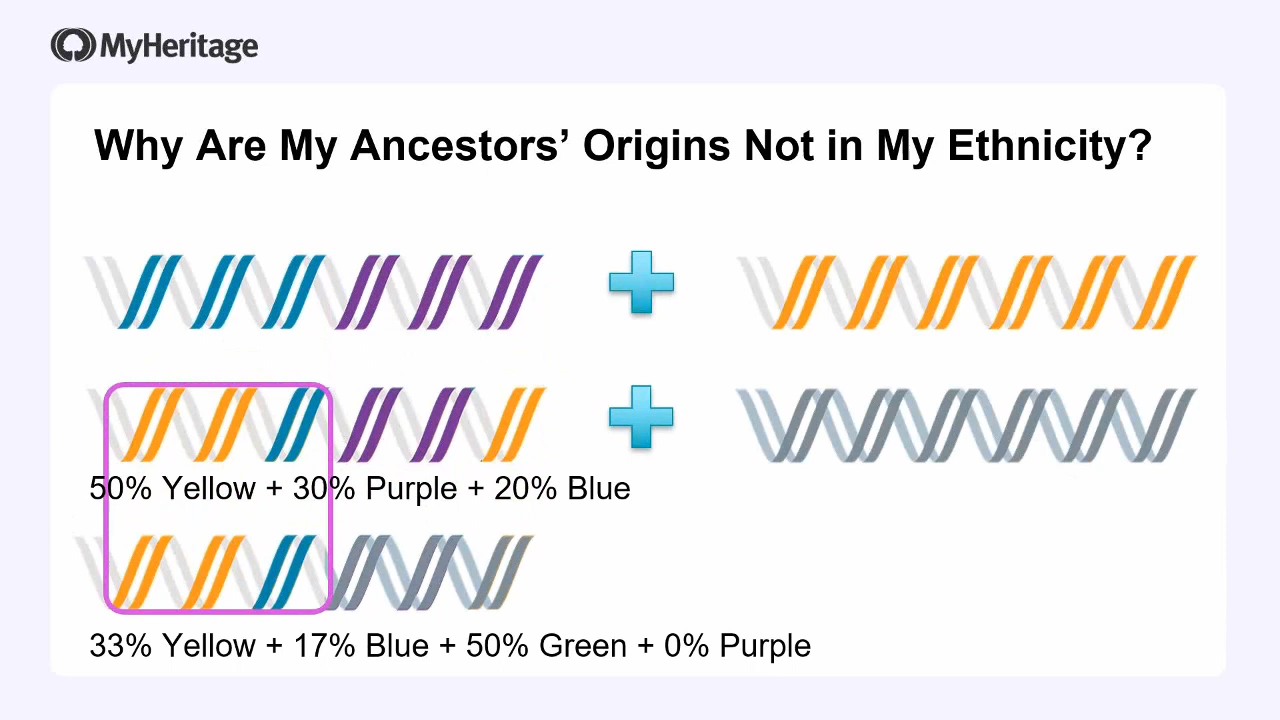 MyHeritage
Why Are My Ancestors’ Origins Not in My Ethnicity?
50% Yellow + 30% Purple + 20% Blue
33% Yellow + 17% Blue + 50% Green + 0% Purple